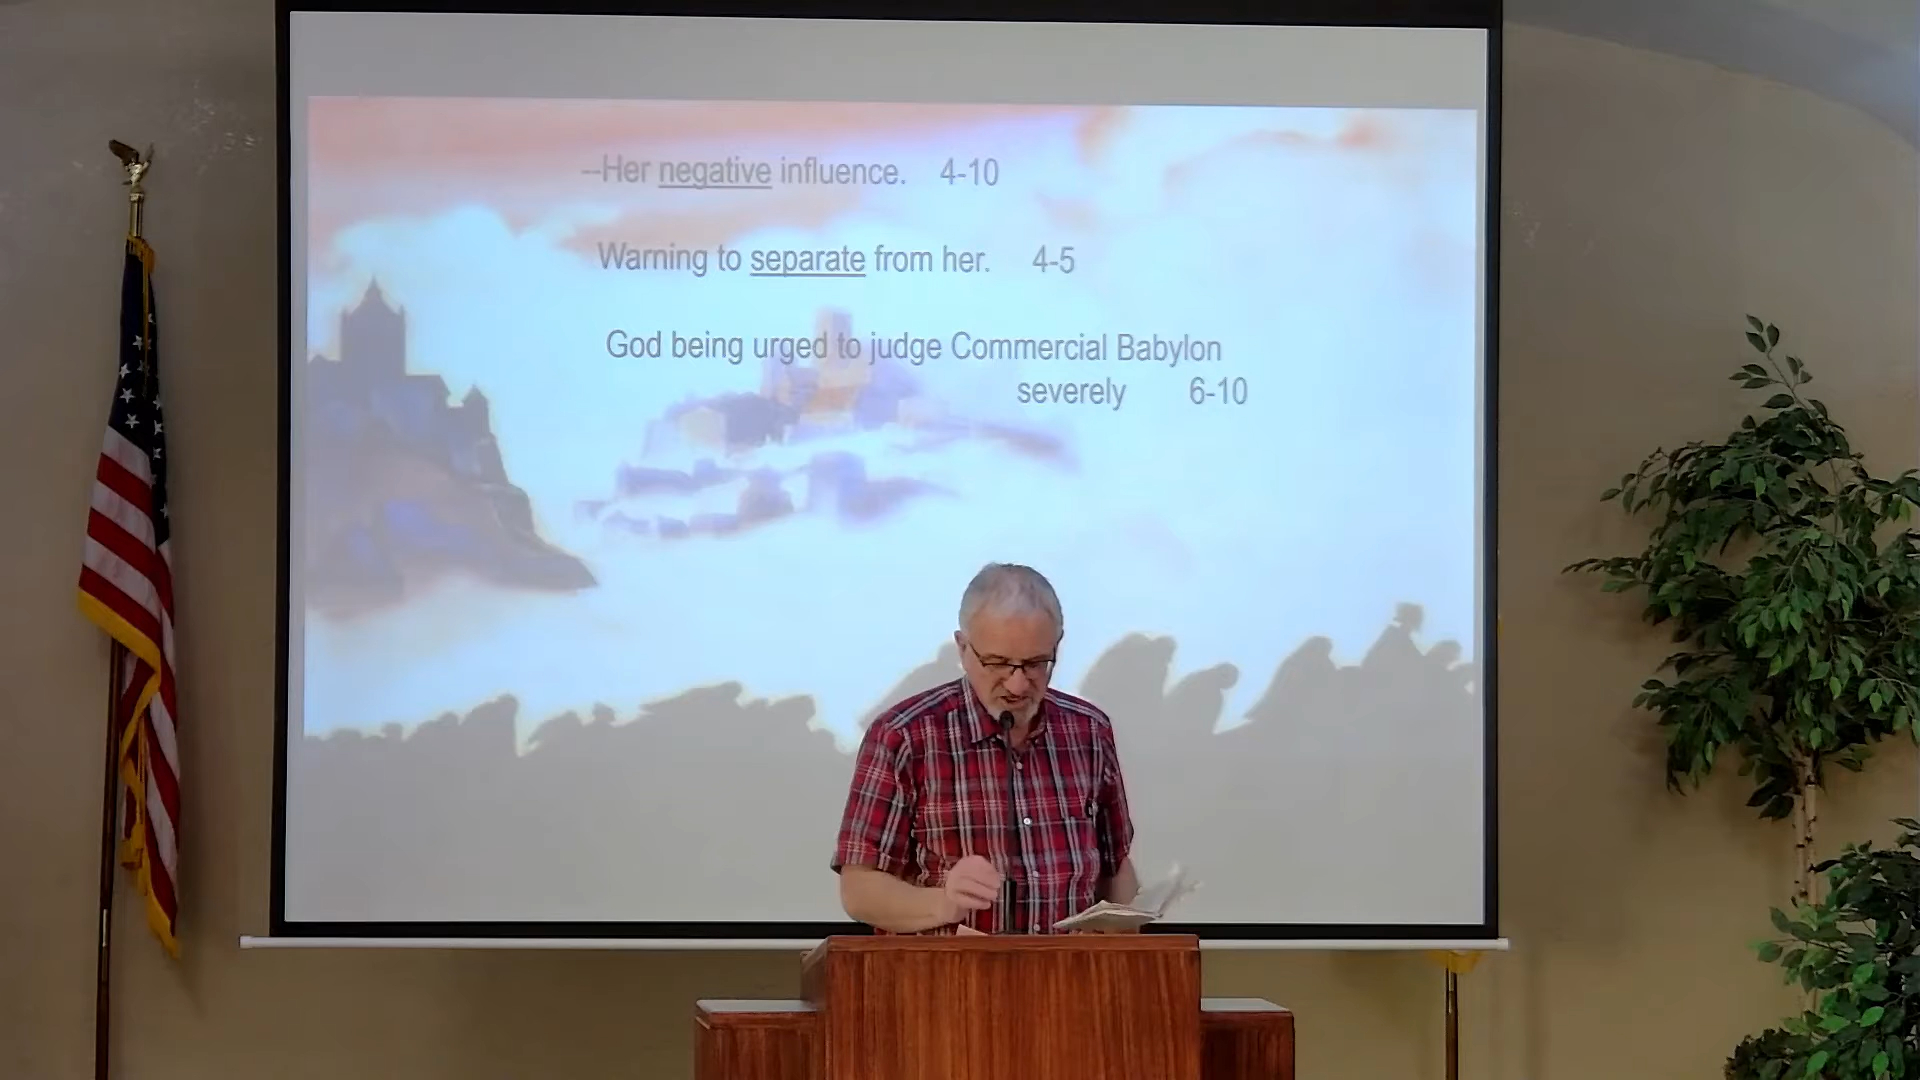 --Her negative influence. 4-10
Warning to separate from her. 4-5
God being urged to judge Commercial Babylon
severely 6-10